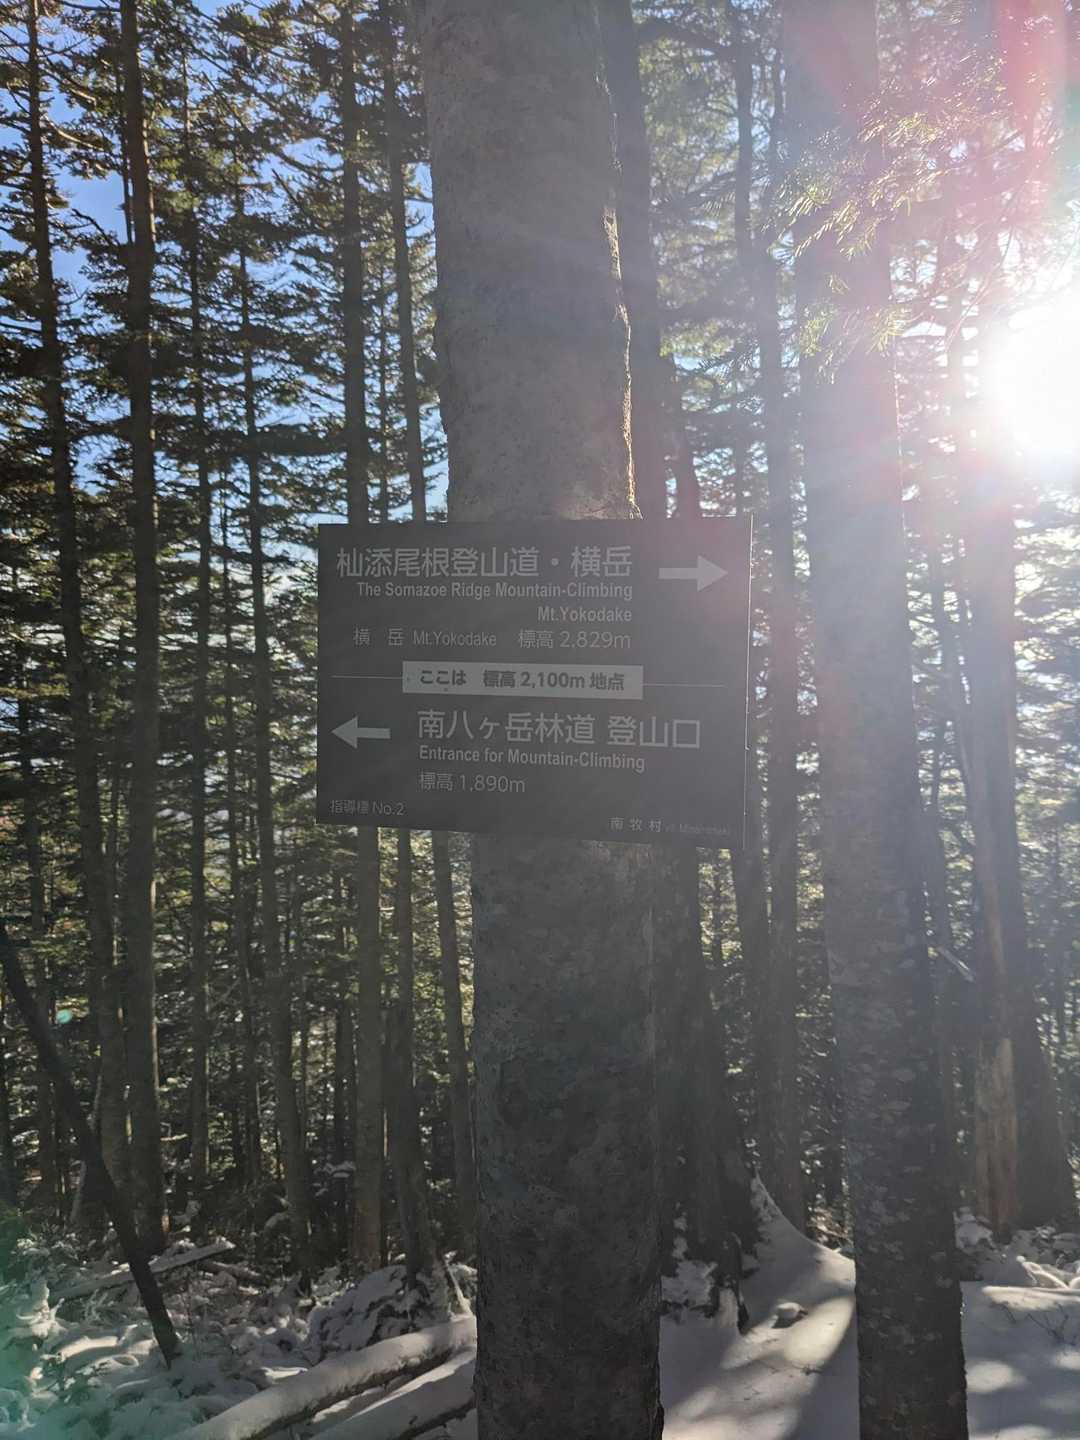 杣添尾根登山道・横岳
The Somazoe Ridge Mountain-Climbing
Mt.Yokodake
横 岳 Mt.Yokodake 標高 2,829m
ここは 標高 2,100m 地点
南八ヶ岳林道 登山口
Entrance for Mountain-Climbing
標高 1,890m
指導標 No.2
南 牧 村